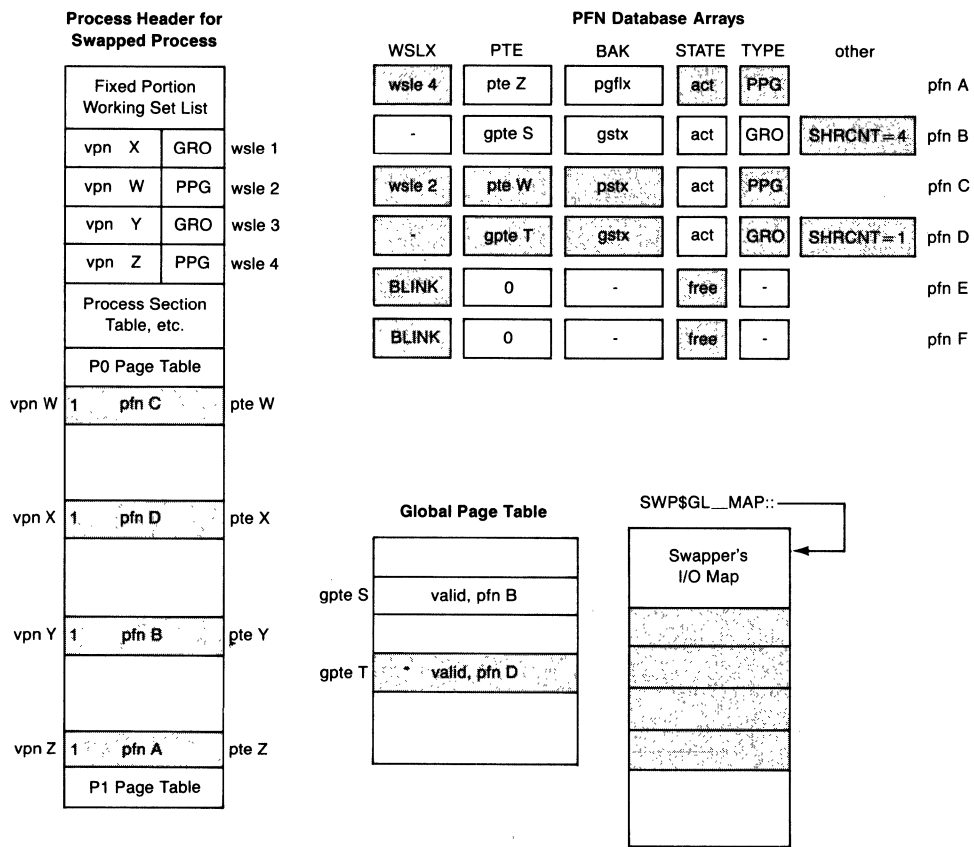 Process Header for
Swapped Process
Fixed Portion
Working Set List
vpn X GRO wsle 1
vpn W PPG wsle 2
vpn Y GRO wsle 3
vpn Z PPG wsle 4
Process Section
Table, etc.
P0 Page Table
vpn W 1 pfn C pte W
vpn X 1 pfn D pte X
vpn Y 1 pfn B pte Y
vpn Z 1 pfn A pte Z
P1 Page Table
PFN Database Arrays
WSLX PTE BAK STATE TYPE other
wsle 4 pte Z pgflx act PPG pfn A
- gpte S gstx act GRO SHRCNT=4 pfn B
wsle 2 pte W pstx act PPG pfn C
- gpte T gstx act GRO SHRCNT=1 pfn D
BLINK 0 - free - pfn E
BLINK 0 - free - pfn F
Global Page Table
gpte S valid, pfn B
gpte T valid, pfn D
SWP$GL__MAP::
Swapper's
I/O Map